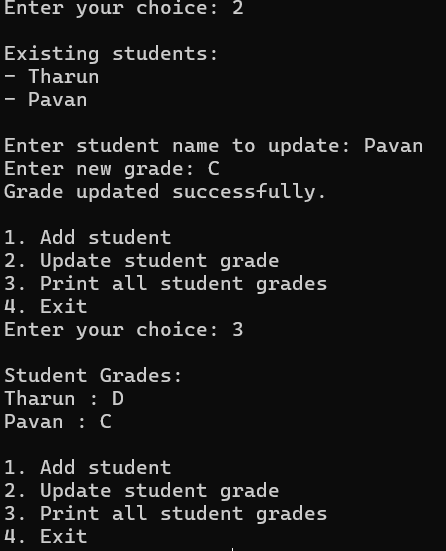 Enter your choice: 2
Existing students:
- Tharun
- Pavan
Enter student name to update: Pavan
Enter new grade: C
Grade updated successfully.
1. Add student
2. Update student grade
3. Print all student grades
4. Exit
Enter your choice: 3
Student Grades:
Tharun : D
Pavan : C
1. Add student
2. Update student grade
3. Print all student grades
4. Exit